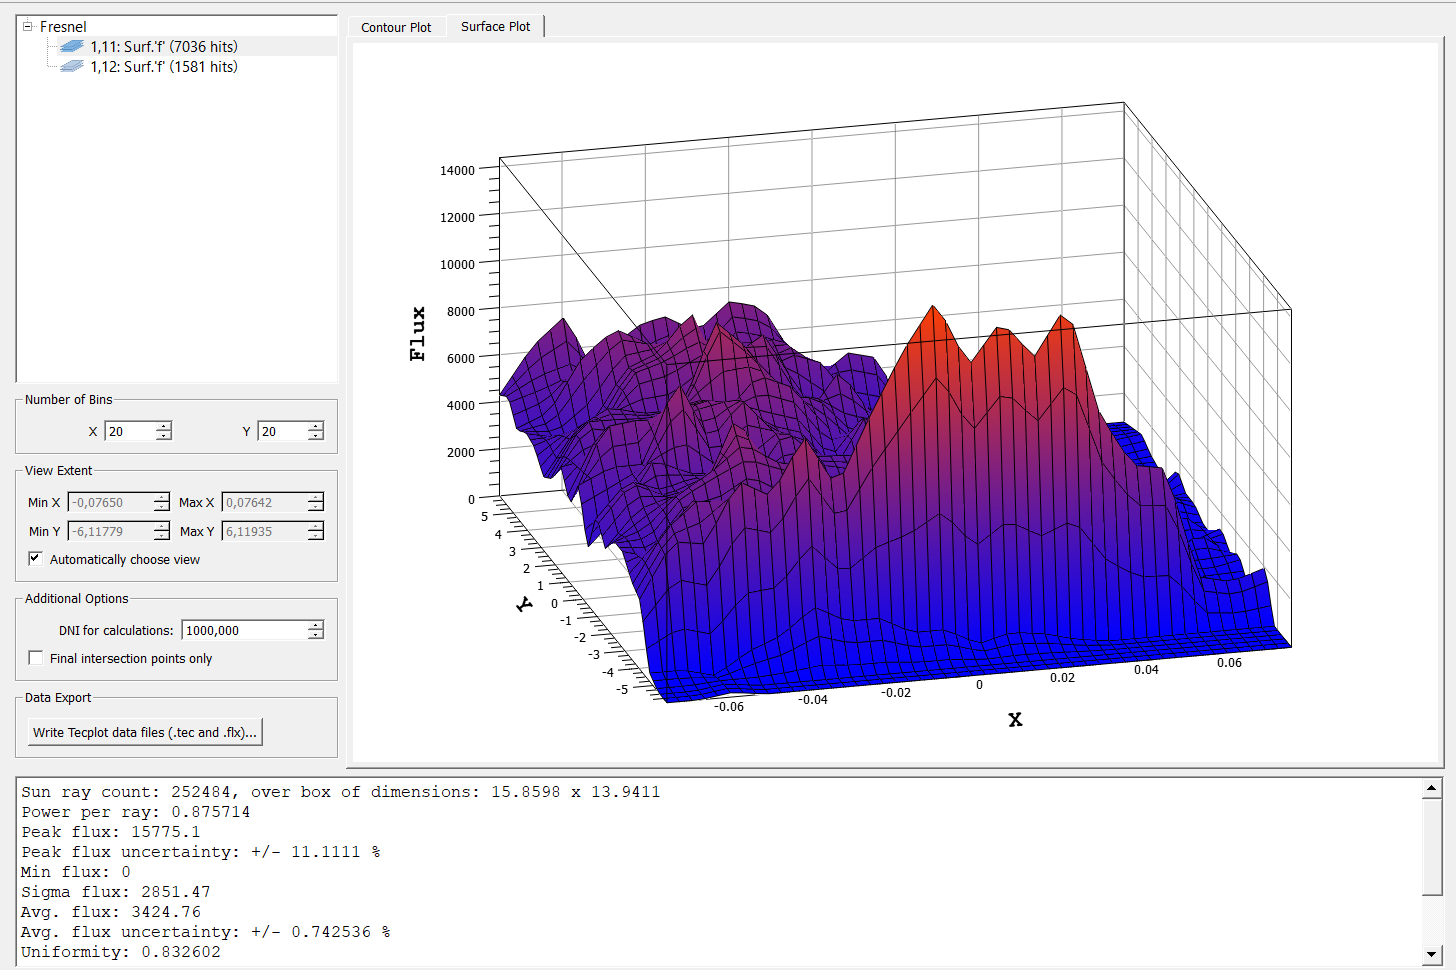 Fresnel
1,11: Surf.'f' (7036 hits)
1,12: Surf.'f' (1581 hits)
Number of Bins
X 20 Y 20
View Extent
Min X -0,07650 Max X 0,07642
Min Y -6,11779 Max Y 6,11935
Automatically choose view
Additional Options
DNI for calculations: 1000,000
Final intersection points only
Data Export
Write Tecplot data files (.tec and .flx)...
Contour Plot Surface Plot
Flux
14000
12000
10000
8000
6000
4000
2000
0
Y
5
4
3
2
1
0
-1
-2
-3
-4
-5
-0.06 -0.04 -0.02 0 0.02 0.04 0.06
X
Sun ray count: 252484, over box of dimensions: 15.8598 x 13.9411
Power per ray: 0.875714
Peak flux: 15775.1
Peak flux uncertainty: +/- 11.1111 %
Min flux: 0
Sigma flux: 2851.47
Avg. flux: 3424.76
Avg. flux uncertainty: +/- 0.742536 %
Uniformity: 0.832602